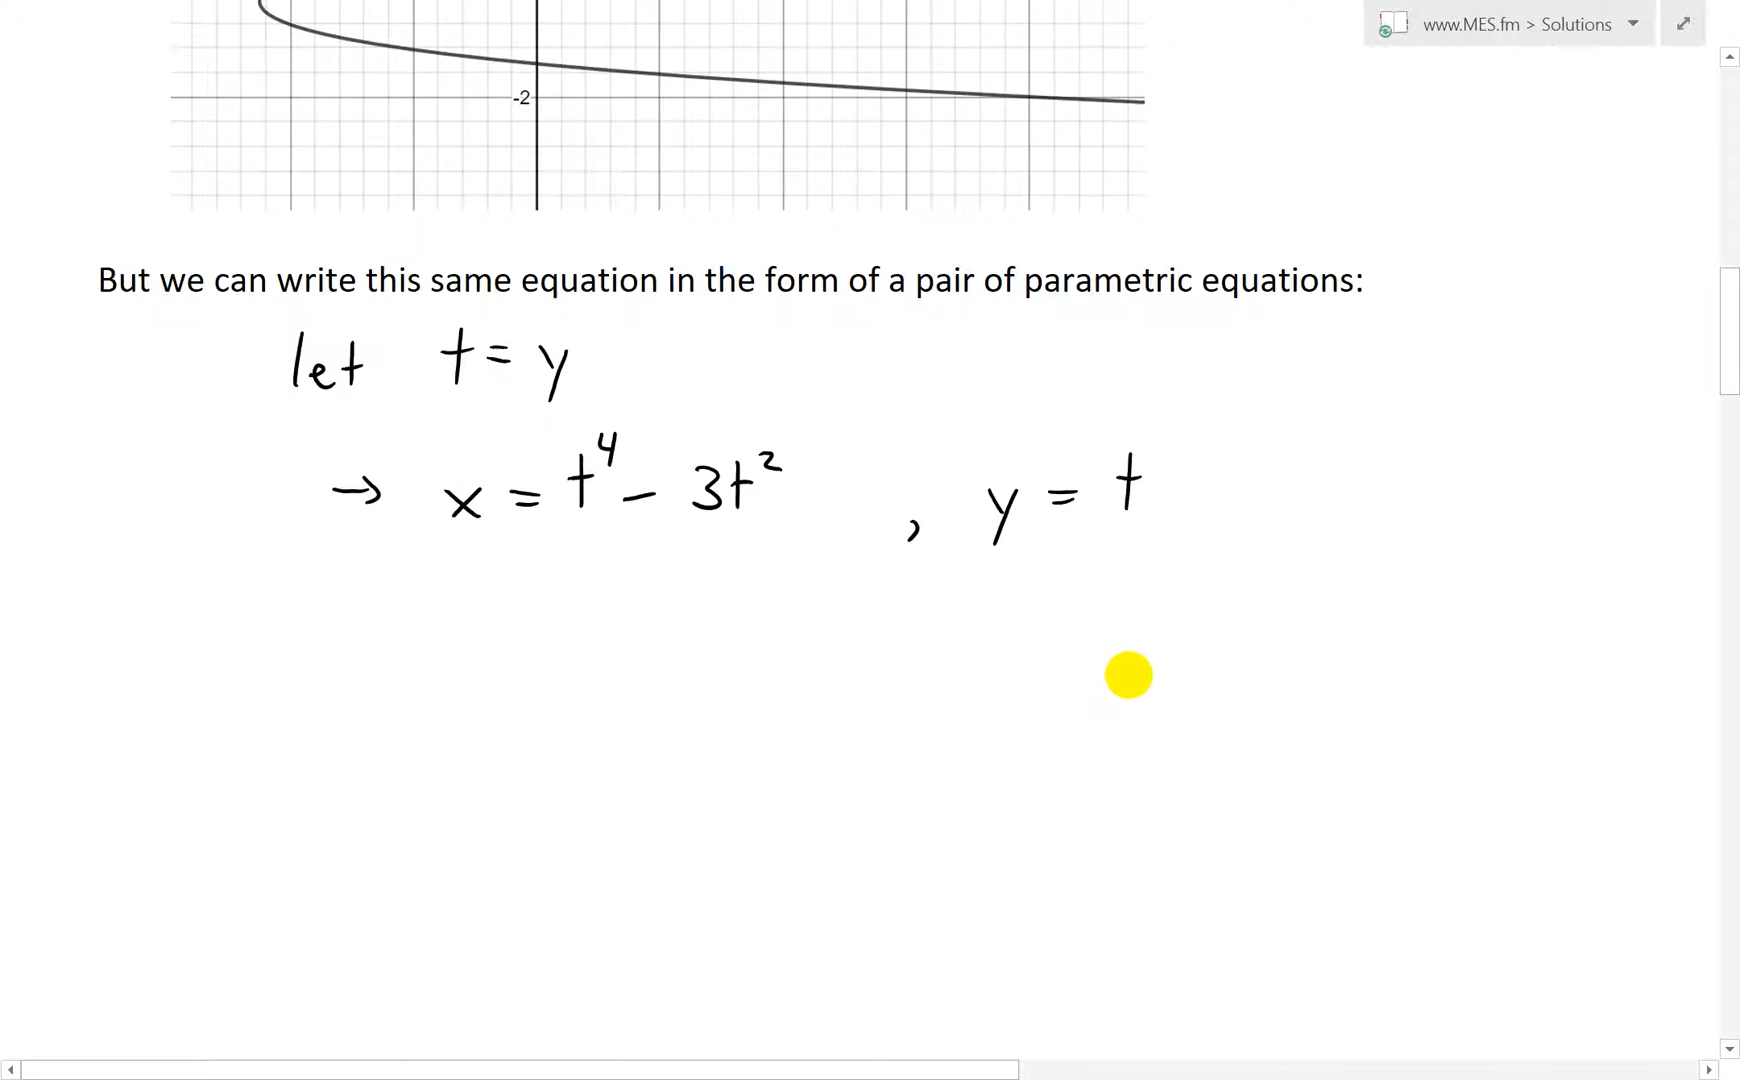 www.MES.fm > Solutions
-2
But we can write this same equation in the form of a pair of parametric equations:
let t = y
→ x = t⁴ - 3t² , y = t